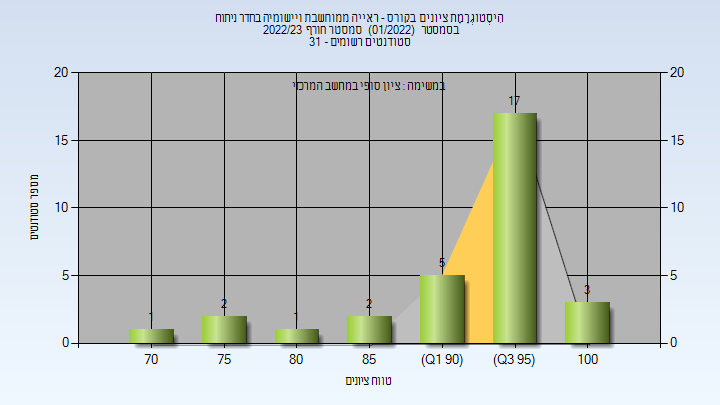 היסטוגרמת ציונים בקורס - ראייה ממוחשבת ויישומיה בחדר ניתוח
בסמסטר (01/2022) סמסטר חורף 2022/23
סטודנטים רשומים - 31
במשימה : ציון סופי במחשב המרכזי
20 20
15 15
10 10
5 5
0 0
מספר סטודנטים
1 2 1 2 5 17 3
70 75 80 85 (Q1 90) (Q3 95) 100
טווח ציונים